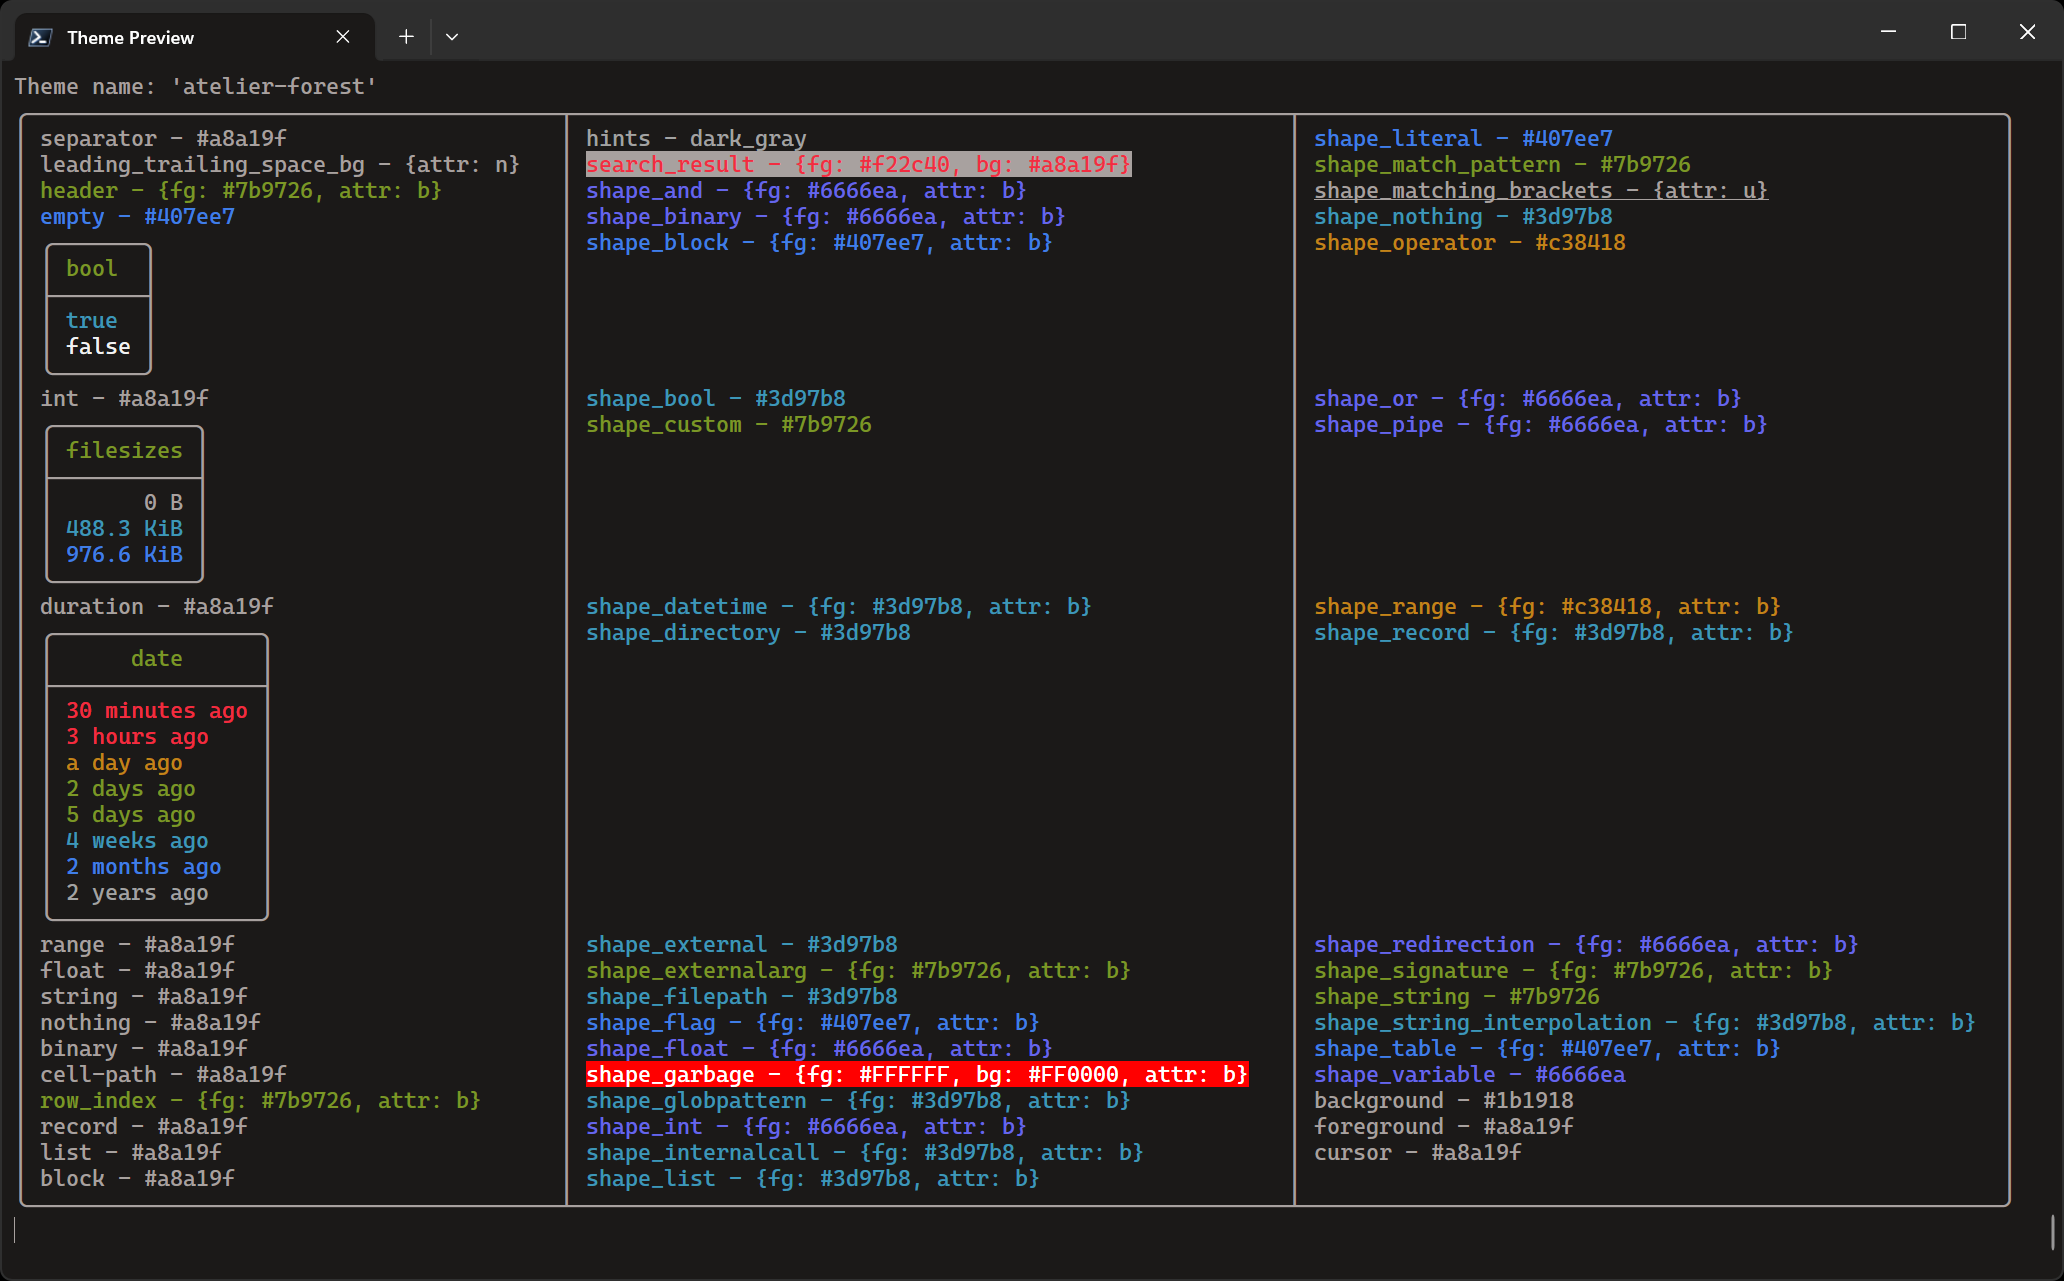 Theme Preview
Theme name: 'atelier-forest'
separator - #a8a19f
leading_trailing_space_bg - {attr: n}
header - {fg: #7b9726, attr: b}
empty - #407ee7
bool
true
false
int - #a8a19f
filesizes
0 B
488.3 KiB
976.6 KiB
duration - #a8a19f
date
30 minutes ago
3 hours ago
a day ago
2 days ago
5 days ago
4 weeks ago
2 months ago
2 years ago
range - #a8a19f
float - #a8a19f
string - #a8a19f
nothing - #a8a19f
binary - #a8a19f
cell-path - #a8a19f
row_index - {fg: #7b9726, attr: b}
record - #a8a19f
list - #a8a19f
block - #a8a19f
hints - dark_gray
search_result - {fg: #f22c40, bg: #a8a19f}
shape_and - {fg: #6666ea, attr: b}
shape_binary - {fg: #6666ea, attr: b}
shape_block - {fg: #407ee7, attr: b}
shape_bool - #3d97b8
shape_custom - #7b9726
shape_datetime - {fg: #3d97b8, attr: b}
shape_directory - #3d97b8
shape_external - #3d97b8
shape_externalarg - {fg: #7b9726, attr: b}
shape_filepath - #3d97b8
shape_flag - {fg: #407ee7, attr: b}
shape_float - {fg: #6666ea, attr: b}
shape_garbage - {fg: #FFFFFF, bg: #FF0000, attr: b}
shape_globpattern - {fg: #3d97b8, attr: b}
shape_int - {fg: #6666ea, attr: b}
shape_internalcall - {fg: #3d97b8, attr: b}
shape_list - {fg: #3d97b8, attr: b}
shape_literal - #407ee7
shape_match_pattern - #7b9726
shape_matching_brackets - {attr: u}
shape_nothing - #3d97b8
shape_operator - #c38418
shape_or - {fg: #6666ea, attr: b}
shape_pipe - {fg: #6666ea, attr: b}
shape_range - {fg: #c38418, attr: b}
shape_record - {fg: #3d97b8, attr: b}
shape_redirection - {fg: #6666ea, attr: b}
shape_signature - {fg: #7b9726, attr: b}
shape_string - #7b9726
shape_string_interpolation - {fg: #3d97b8, attr: b}
shape_table - {fg: #407ee7, attr: b}
shape_variable - #6666ea
background - #1b1918
foreground - #a8a19f
cursor - #a8a19f